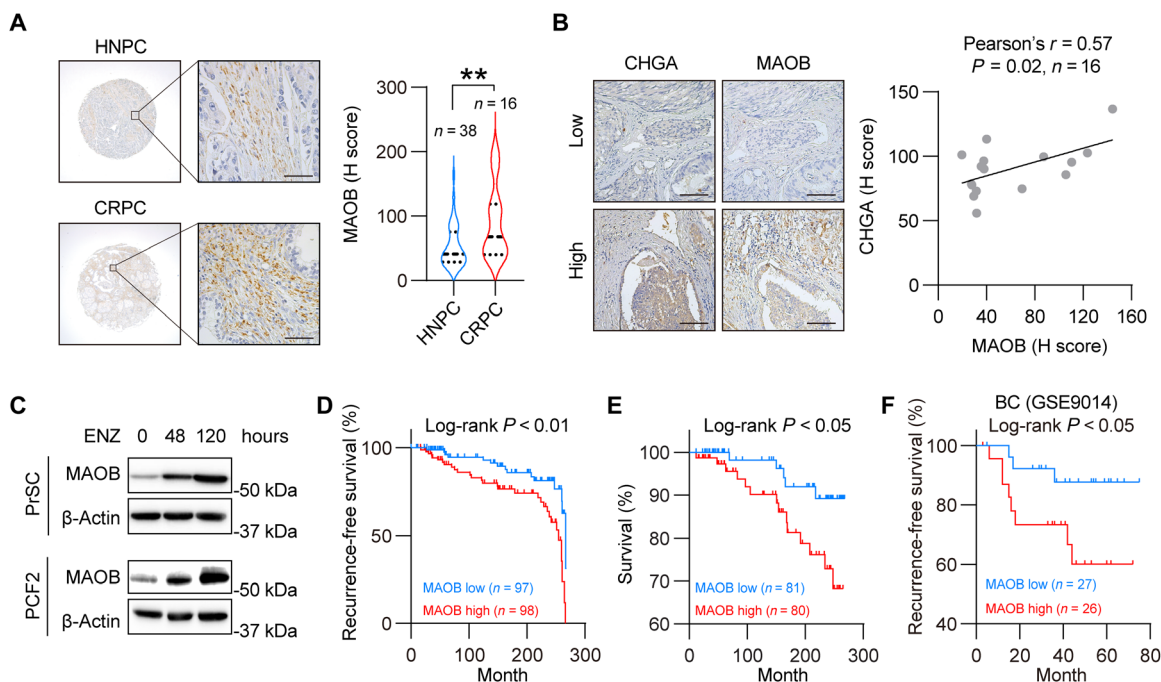 A
HNPC
CRPC
MAOB (H score)
300
200
100
0
**
n = 38
n = 16
HNPC
CRPC
B
CHGA
MAOB
Low
High
Pearson's r = 0.57
P = 0.02, n = 16
CHGA (H score)
150
100
50
0
0
40
80
120
160
MAOB (H score)
C
ENZ 0 48 120 hours
PrSC
MAOB
-50 kDa
β-Actin
-37 kDa
PCF2
MAOB
-50 kDa
β-Actin
-37 kDa
D
Log-rank P < 0.01
Recurrence-free survival (%)
100
50
0
MAOB low (n = 97)
MAOB high (n = 98)
0 100 200 300
Month
E
Log-rank P < 0.05
Survival (%)
100
90
80
70
60
MAOB low (n = 81)
MAOB high (n = 80)
0 100 200 300
Month
F
BC (GSE9014)
Log-rank P < 0.05
Recurrence-free survival (%)
100
80
60
40
MAOB low (n = 27)
MAOB high (n = 26)
0 20 40 60 80
Month